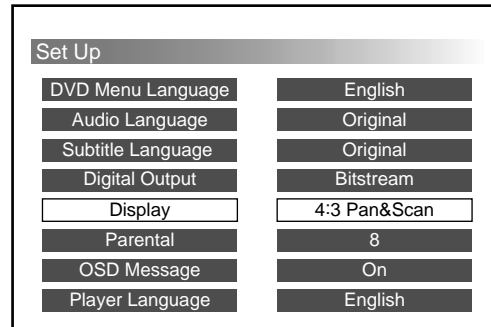 Set Up
DVD Menu Language English
Audio Language Original
Subtitle Language Original
Digital Output Bitstream
Display 4:3 Pan&Scan
Parental 8
OSD Message On
Player Language English